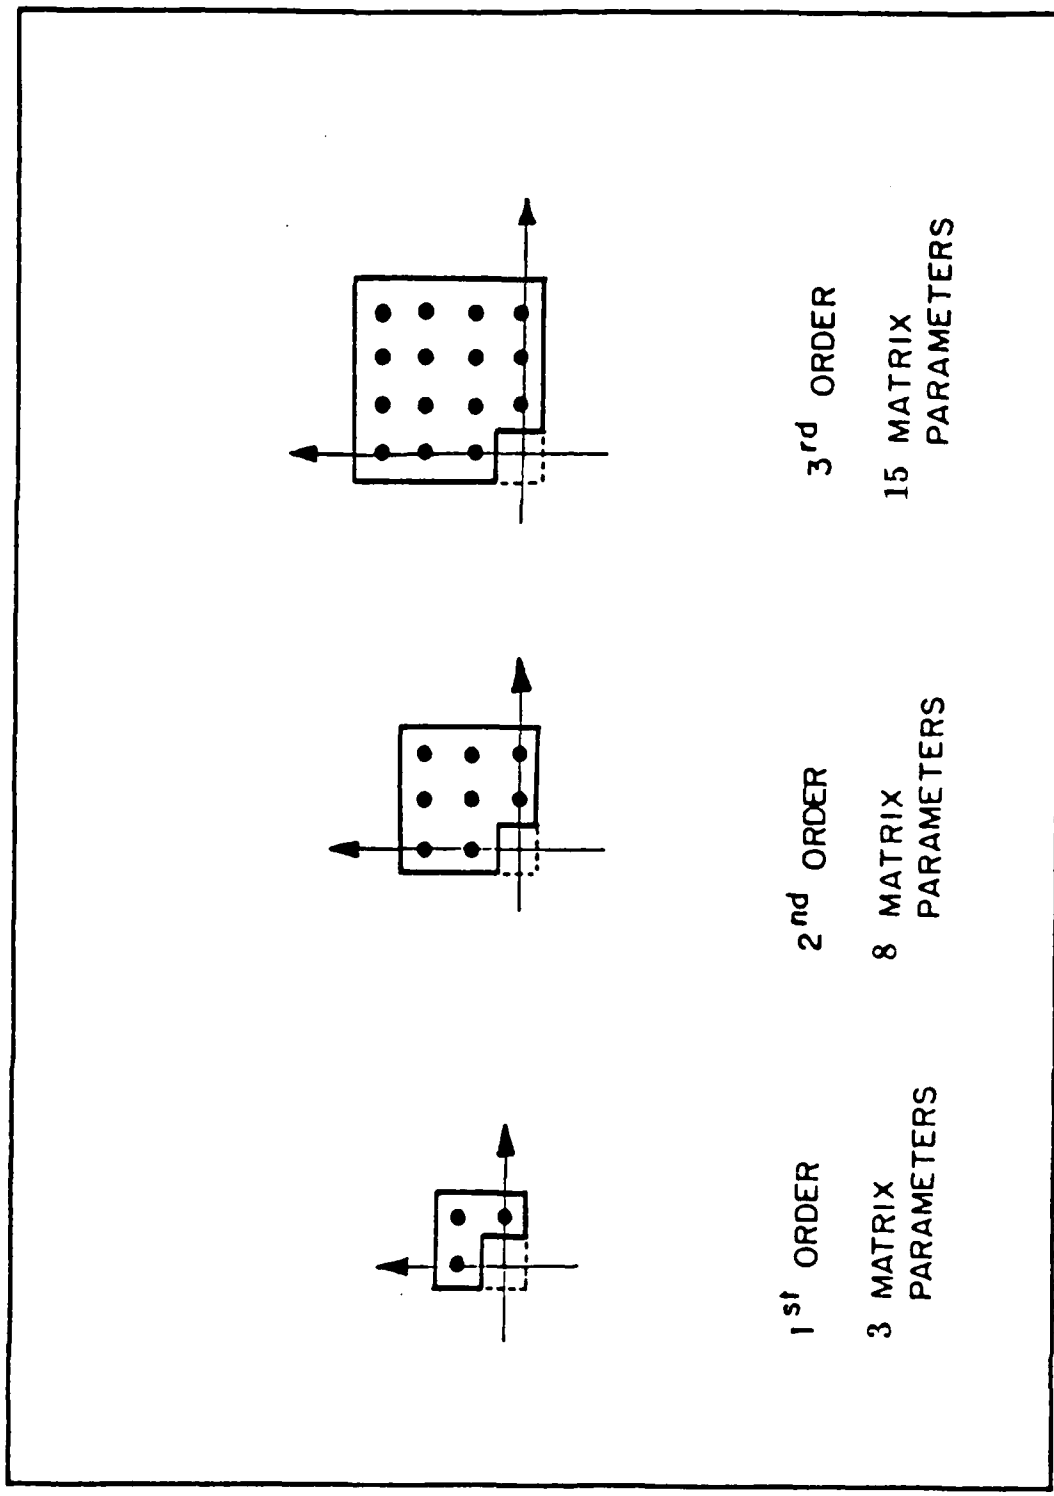 1st ORDER
3 MATRIX
PARAMETERS
2nd ORDER
8 MATRIX
PARAMETERS
3rd ORDER
15 MATRIX
PARAMETERS